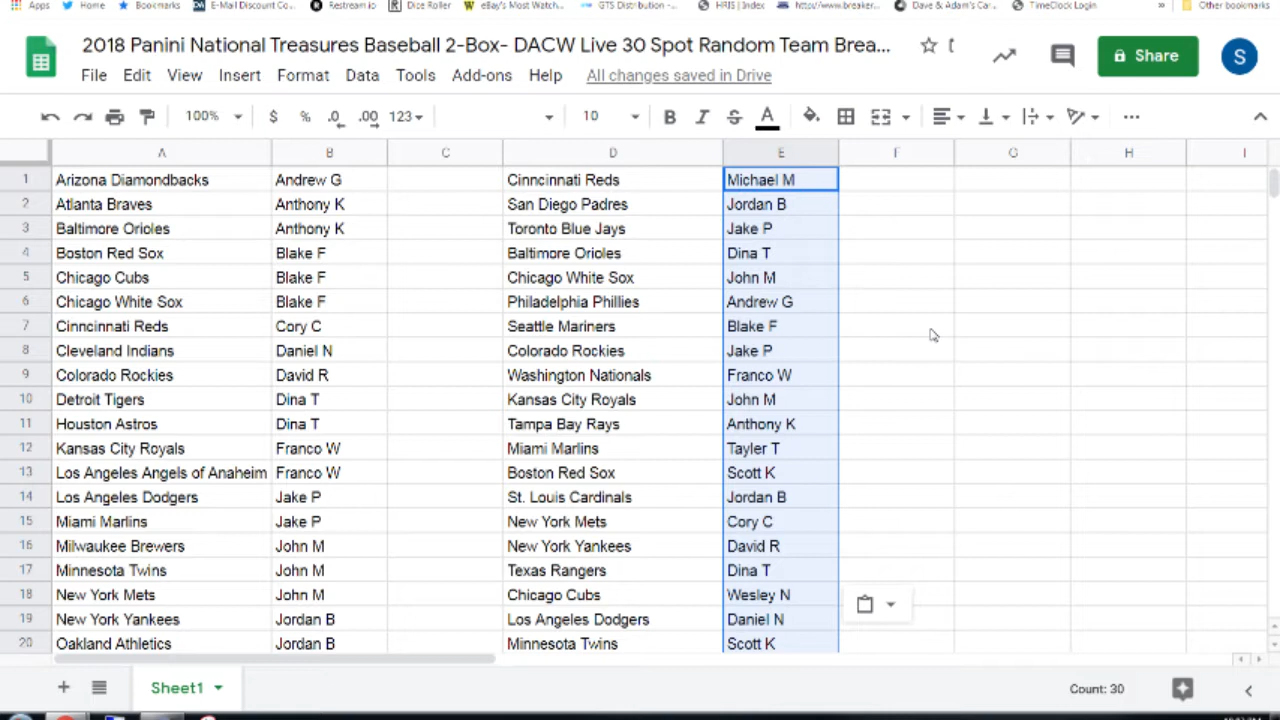 Apps Twitter Bookmarks E-Mail Discount Co... Restream.io Dice Roller eBay's Most Watch... GTS Distribution -... HRIS | Index http://www.breaker... Dave & Adam's Car... TimeClock Login » Other bookmarks
2018 Panini National Treasures Baseball 2-Box- DACW Live 30 Spot Random Team Brea...
Share
S
File Edit View Insert Format Data Tools Add-ons Help All changes saved in Drive
100% $ % .0 .00 123 10 B I S A ...
A B C D E F G H I
1 Arizona Diamondbacks Andrew G Cinncinnati Reds Michael M
2 Atlanta Braves Anthony K San Diego Padres Jordan B
3 Baltimore Orioles Anthony K Toronto Blue Jays Jake P
4 Boston Red Sox Blake F Baltimore Orioles Dina T
5 Chicago Cubs Blake F Chicago White Sox John M
6 Chicago White Sox Blake F Philadelphia Phillies Andrew G
7 Cinncinnati Reds Cory C Seattle Mariners Blake F
8 Cleveland Indians Daniel N Colorado Rockies Jake P
9 Colorado Rockies David R Washington Nationals Franco W
10 Detroit Tigers Dina T Kansas City Royals John M
11 Houston Astros Dina T Tampa Bay Rays Anthony K
12 Kansas City Royals Franco W Miami Marlins Tayler T
13 Los Angeles Angels of Anaheim Franco W Boston Red Sox Scott K
14 Los Angeles Dodgers Jake P St. Louis Cardinals Jordan B
15 Miami Marlins Jake P New York Mets Cory C
16 Milwaukee Brewers John M New York Yankees David R
17 Minnesota Twins John M Texas Rangers Dina T
18 New York Mets John M Chicago Cubs Wesley N
19 New York Yankees Jordan B Los Angeles Dodgers Daniel N
20 Oakland Athletics Jordan B Minnesota Twins Scott K
Sheet1
Count: 30